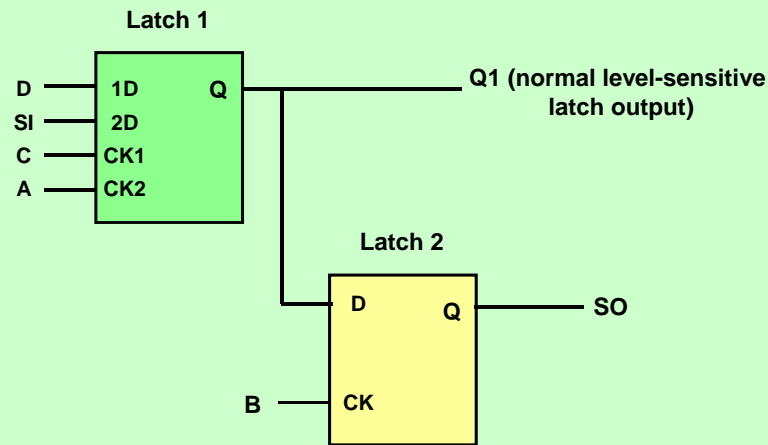 Latch 1
D
1D
Q
SI
2D
C
CK1
A
CK2
Q1 (normal level-sensitive
latch output)
Latch 2
D
Q
SO
B
CK